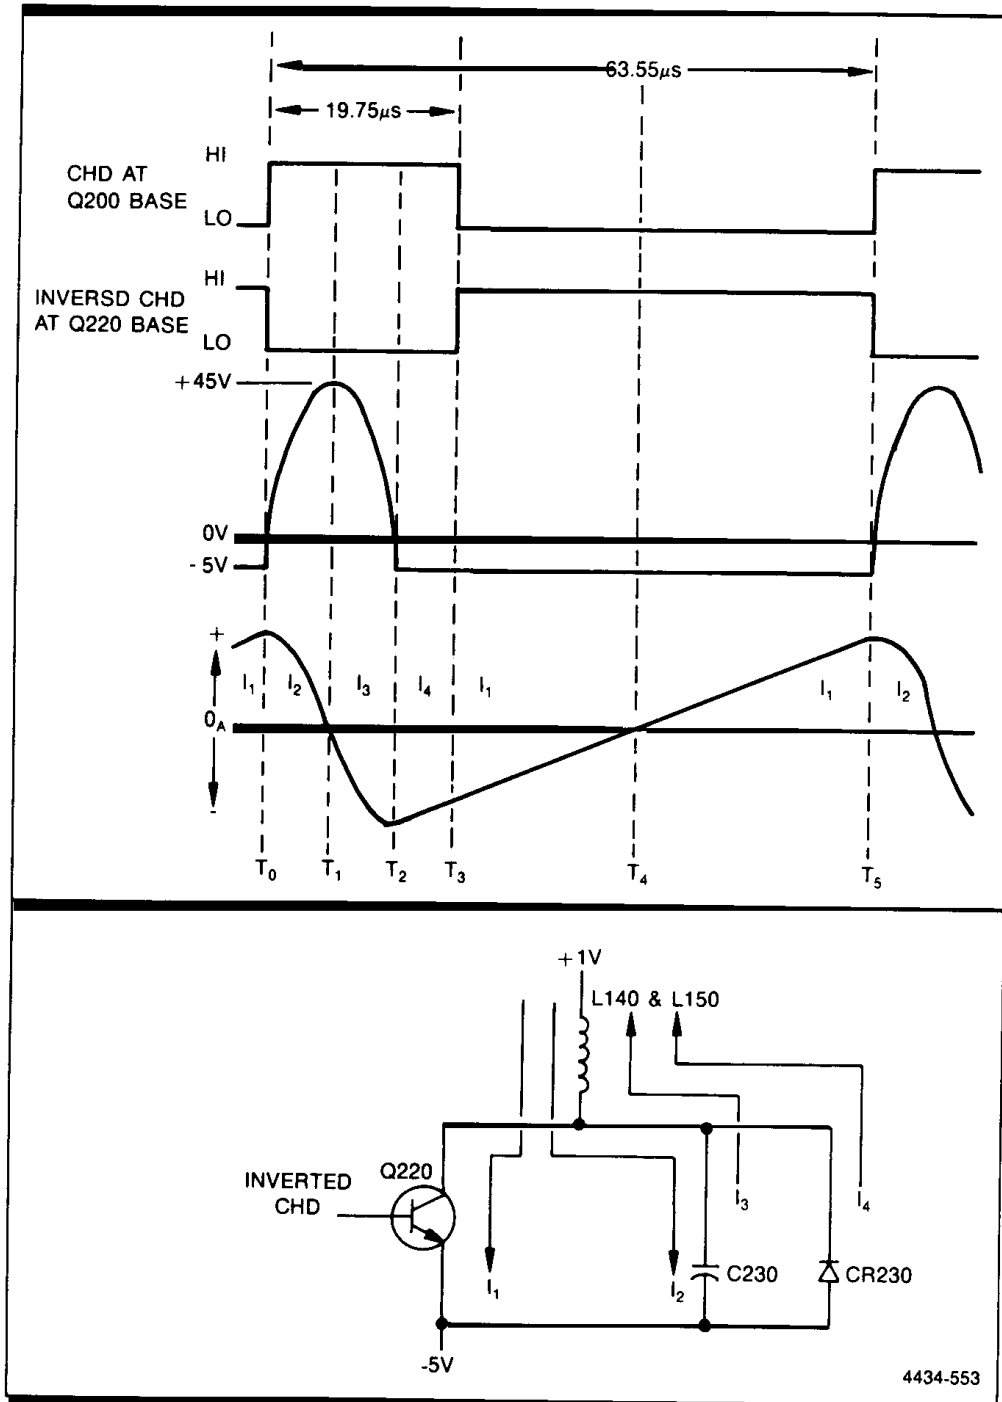 63.55μs
19.75μs
HI
CHD AT
Q200 BASE
LO
HI
INVERSD CHD
AT Q220 BASE
LO
+45V
0V
-5V
+
I₁ I₂ I₃ I₄ I₁ I₁ I₂
0A
-
T₀ T₁ T₂ T₃ T₄ T₅
+1V
L140 & L150
Q220
INVERTED
CHD
I₃ I₄
I₁ I₂ C230 CR230
-5V
4434-553